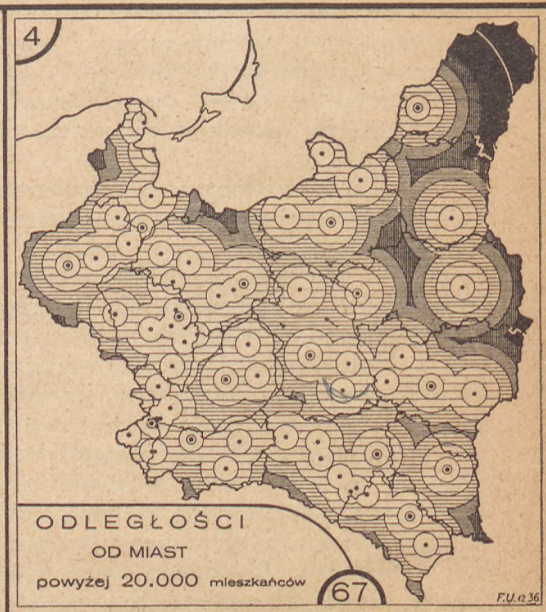 4
ODLEGŁOŚCI
OD MIAST
powyżej 20.000 mieszkańców
67
F.U. 12 36